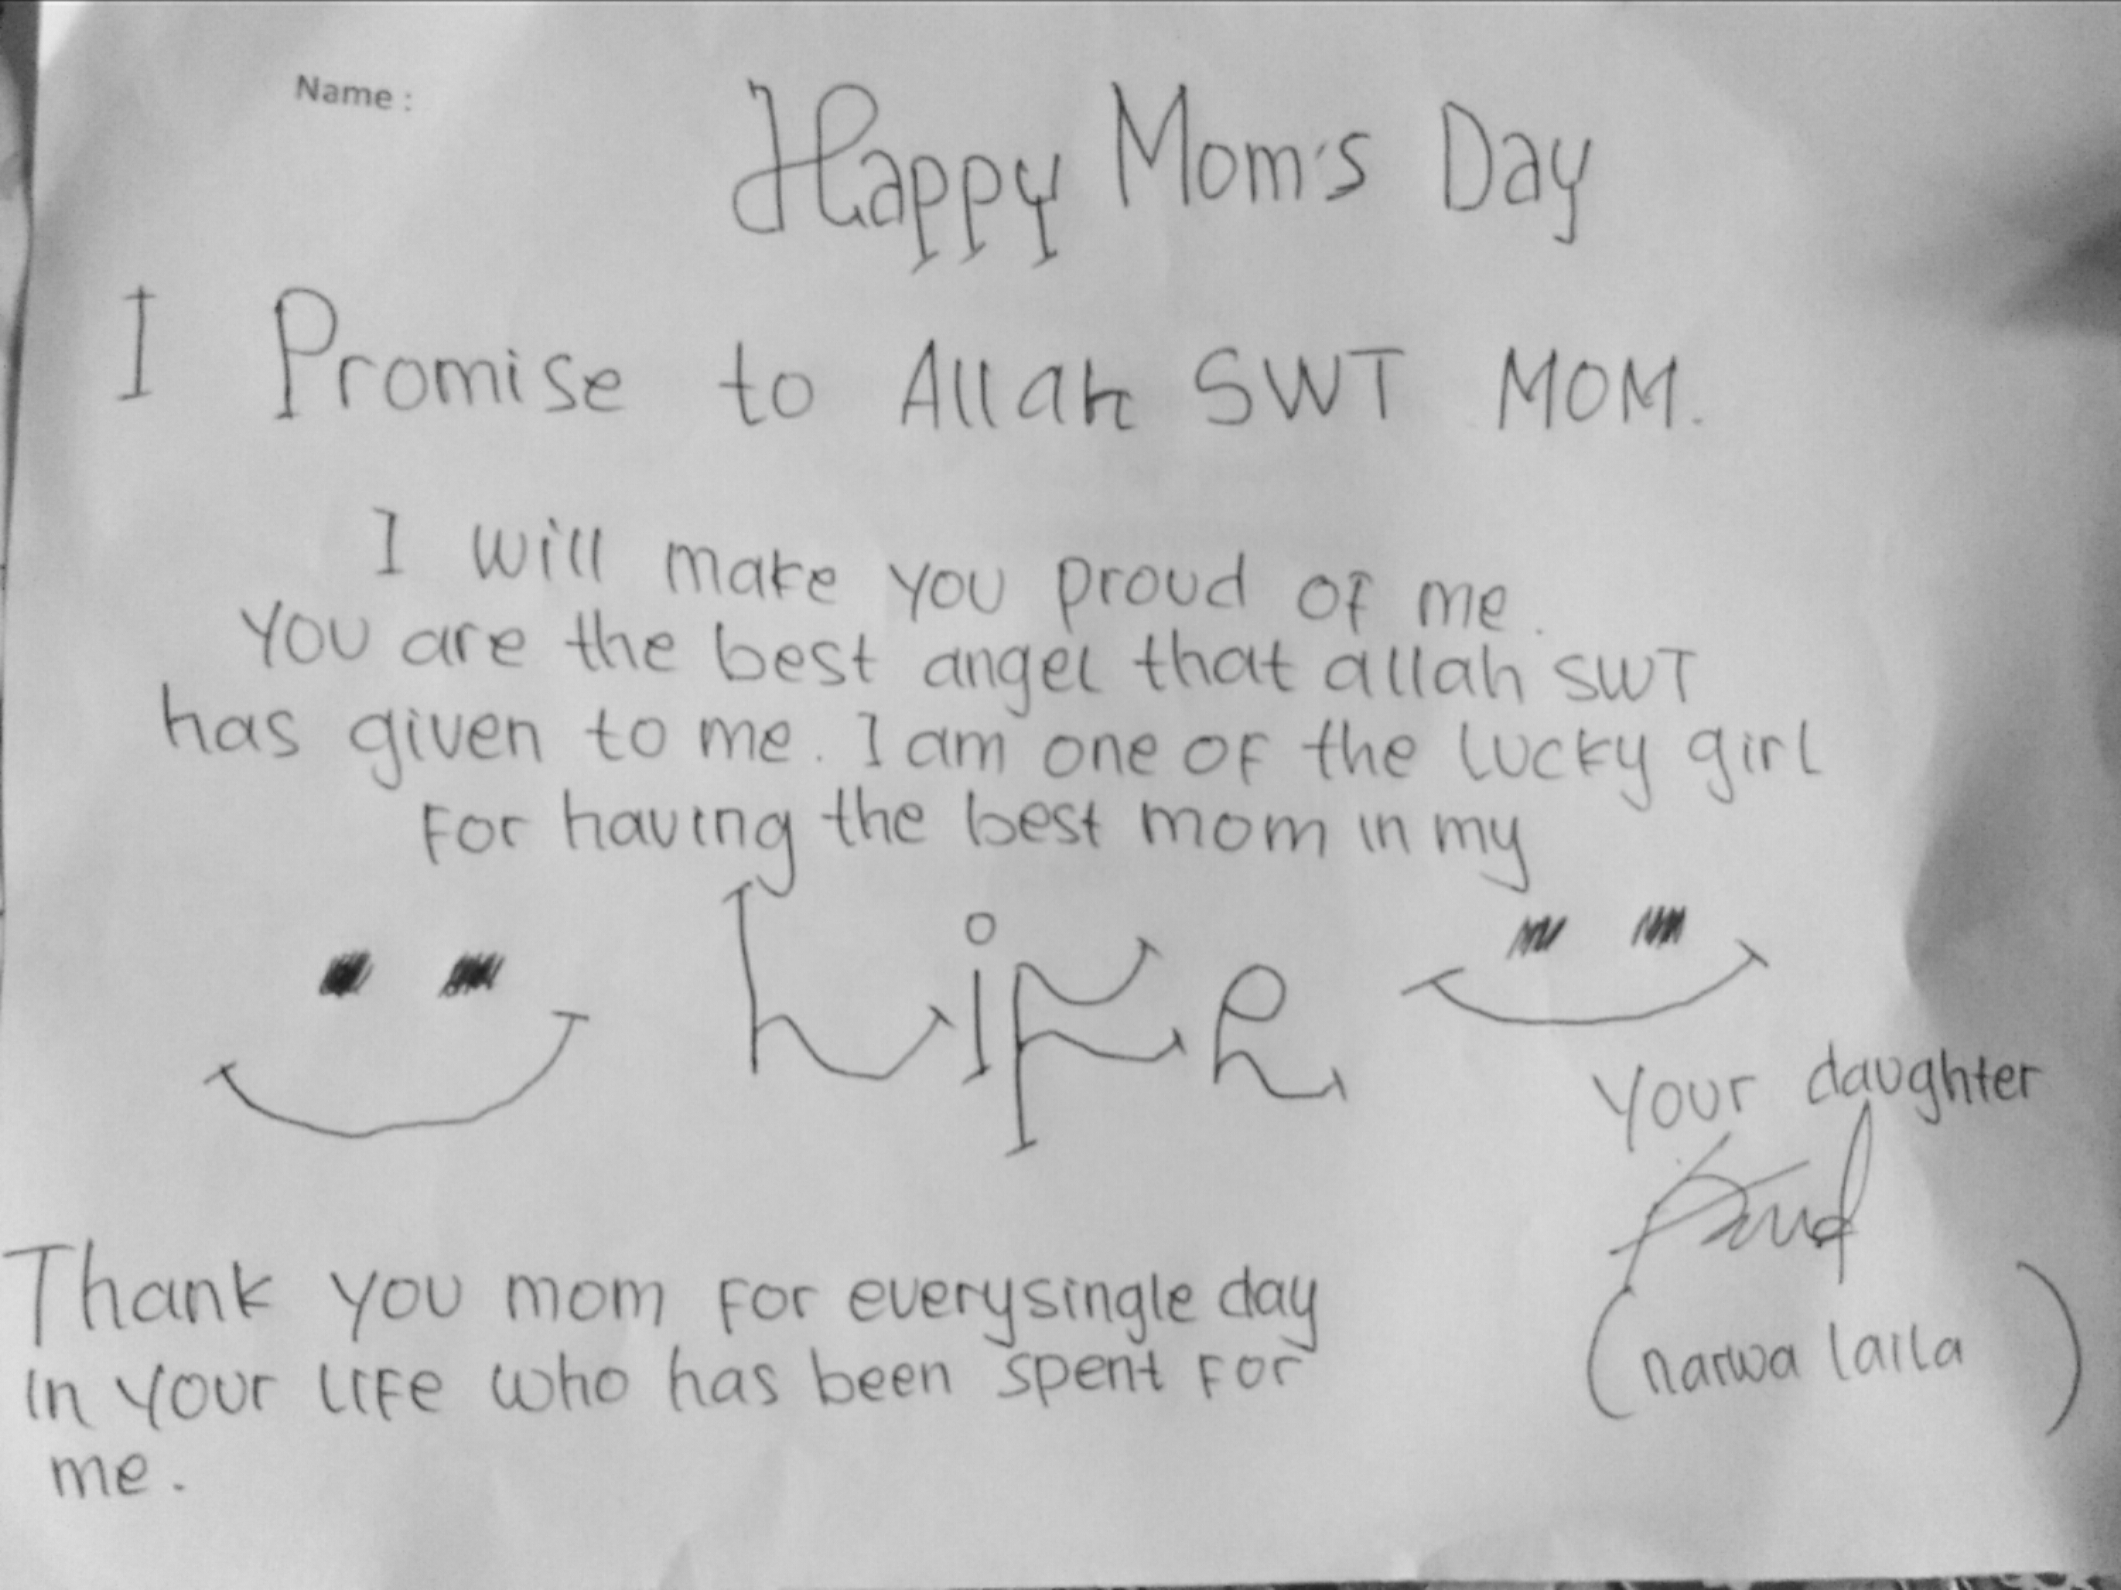 Name :
Happy Mom's Day
I Promise to Allah SWT MOM.
I will make you proud of me.
You are the best angel that allah SWT
has given to me. I am one of the lucky girl
For having the best mom in my
Life
Your daughter
Thank you mom For everysingle day
in your LIFe who has been spent For
me.
(narwa laila)